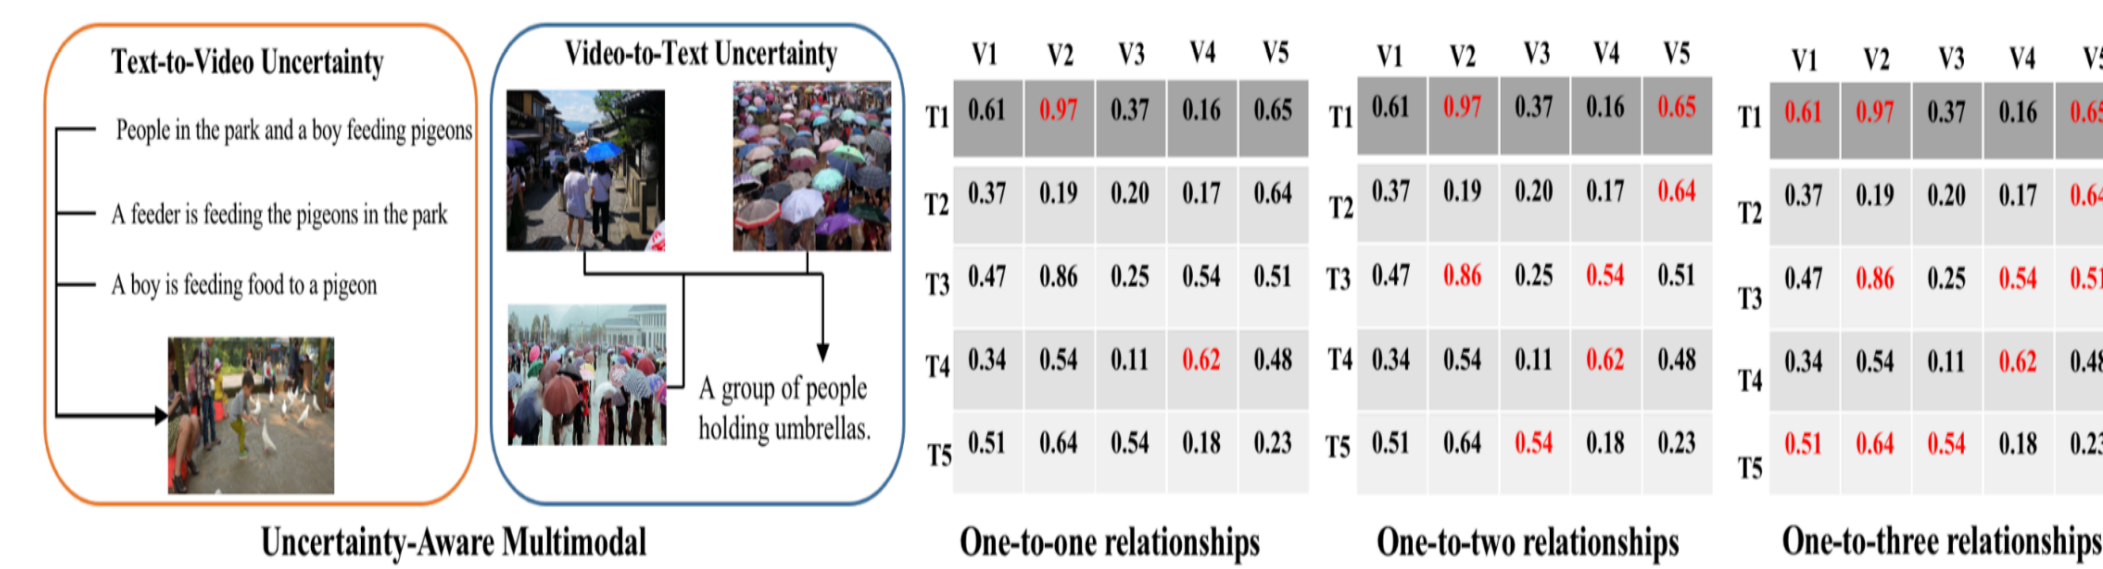 Text-to-Video Uncertainty
People in the park and a boy feeding pigeons
A feeder is feeding the pigeons in the park
A boy is feeding food to a pigeon
Video-to-Text Uncertainty
A group of people
holding umbrellas.
Uncertainty-Aware Multimodal
V1 V2 V3 V4 V5
T1 0.61 0.97 0.37 0.16 0.65
T2 0.37 0.19 0.20 0.17 0.64
T3 0.47 0.86 0.25 0.54 0.51
T4 0.34 0.54 0.11 0.62 0.48
T5 0.51 0.64 0.54 0.18 0.23
One-to-one relationships
V1 V2 V3 V4 V5
T1 0.61 0.97 0.37 0.16 0.65
T2 0.37 0.19 0.20 0.17 0.64
T3 0.47 0.86 0.25 0.54 0.51
T4 0.34 0.54 0.11 0.62 0.48
T5 0.51 0.64 0.54 0.18 0.23
One-to-two relationships
V1 V2 V3 V4 V5
T1 0.61 0.97 0.37 0.16 0.65
T2 0.37 0.19 0.20 0.17 0.64
T3 0.47 0.86 0.25 0.54 0.51
T4 0.34 0.54 0.11 0.62 0.48
T5 0.51 0.64 0.54 0.18 0.23
One-to-three relationships